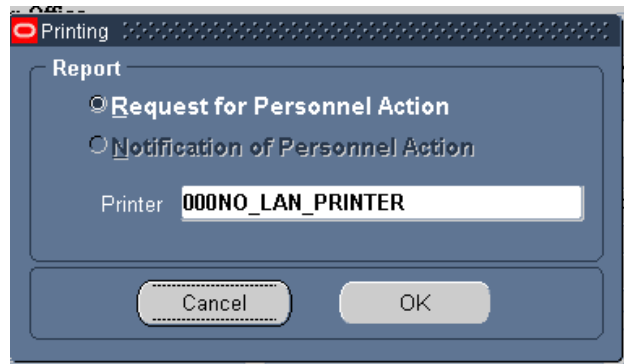 Printing
Report
Request for Personnel Action
Notification of Personnel Action
Printer 000NO_LAN_PRINTER
Cancel OK